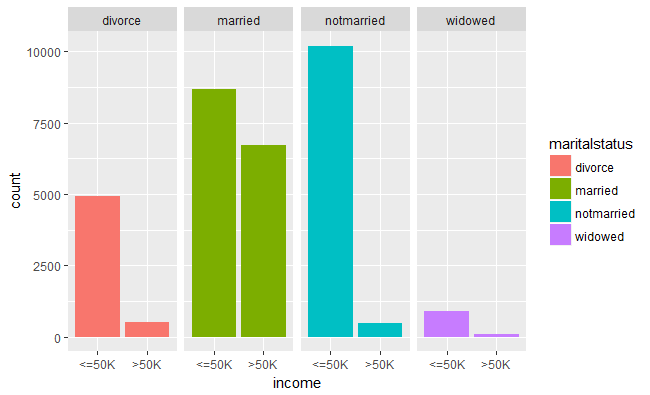 divorce married notmarried widowed
count
10000
7500
5000
2500
0
<=50K >50K <=50K >50K <=50K >50K <=50K >50K
income
maritalstatus
divorce
married
notmarried
widowed